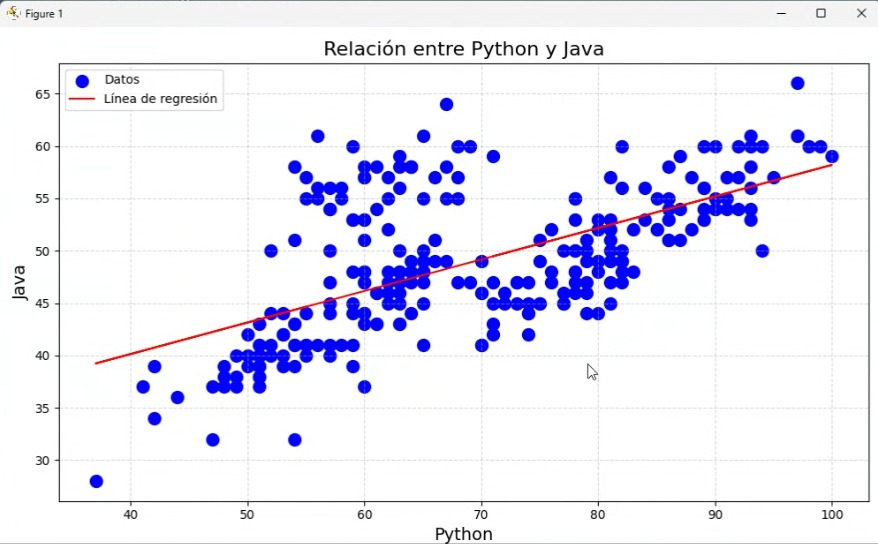 Figure 1
Relación entre Python y Java
Datos
Línea de regresión
65
60
55
50
45
40
35
30
Java
40 50 60 70 80 90 100
Python